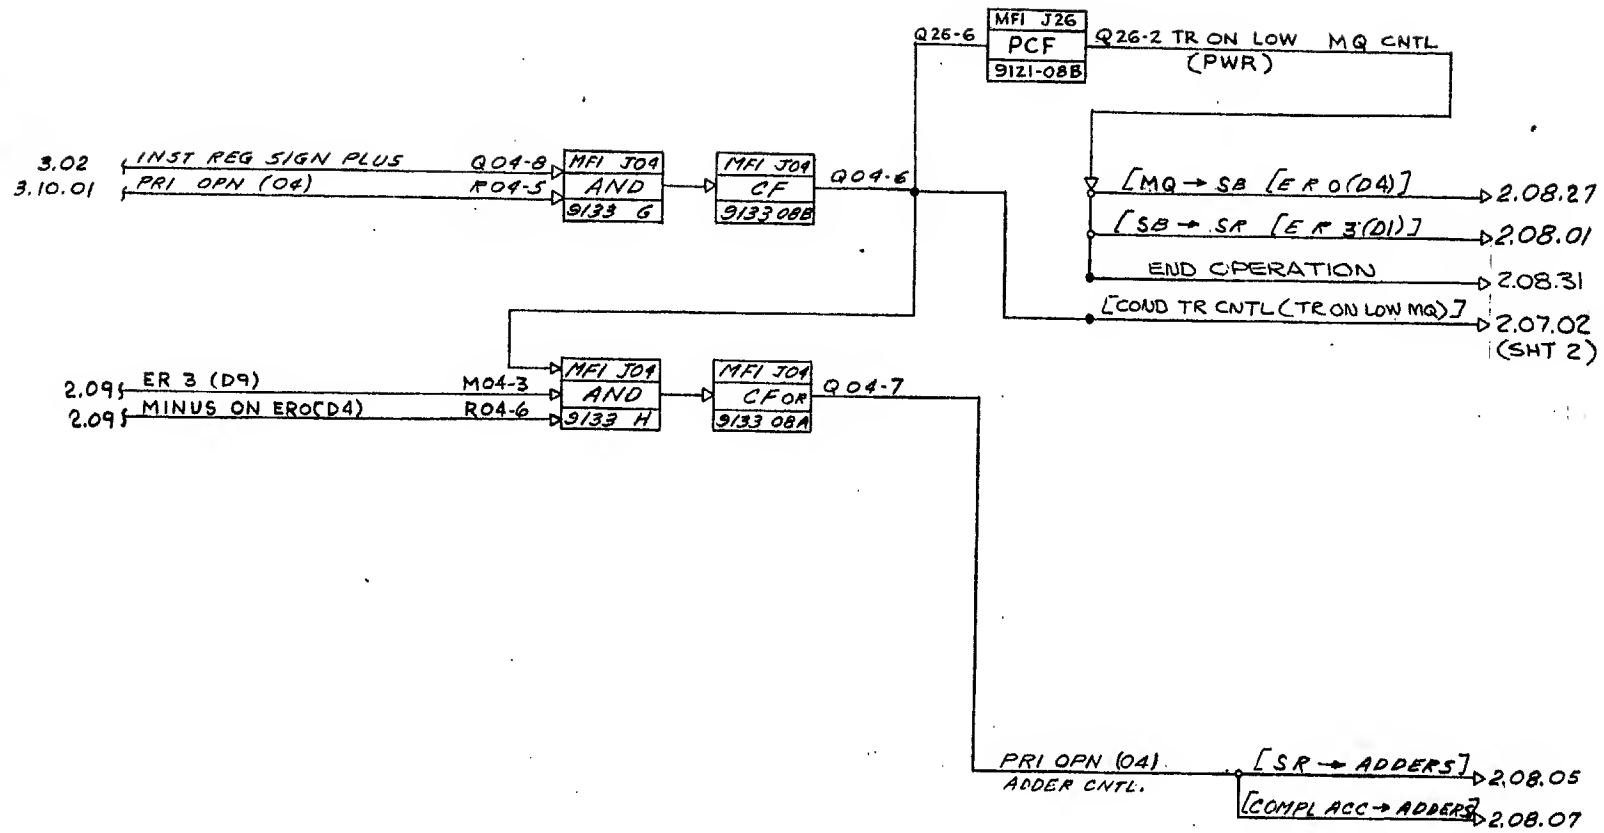 MFI J26
Q26-6
PCF
Q26-2 TR ON LOW MQ CNTL
(PWR)
9121-08B
3.02
INST REG SIGN PLUS
Q04-8
MFI J04
AND
9133 G
MFI J04
CF
9133 08B
Q04-6
3.10.01
PRI OPN (04)
R04-5
[MQ → SB [E R 0(D4)]
2.08.27
[SB → SR [E R 3(D1)]
2.08.01
END OPERATION
2.08.31
[COND TR CNTL (TR ON LOW MQ)]
2.07.02
(SHT 2)
2.09
ER 3 (D9)
M04-3
MFI J04
AND
9133 H
MFI J04
CFOR
9133 08A
Q04-7
2.09
MINUS ON ER0(D4)
R04-6
PRI OPN (04)
ADDER CNTL.
[SR → ADDERS]
2.08.05
[COMPL ACC → ADDERS]
2.08.07